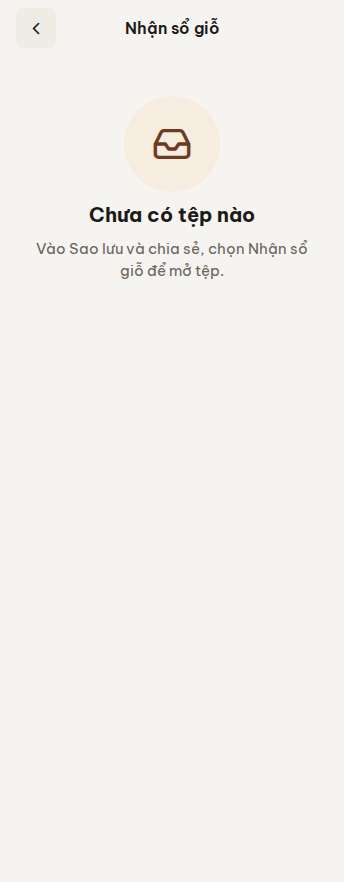 Nhận sổ giỗ
Chưa có tệp nào
Vào Sao lưu và chia sẻ, chọn Nhận sổ
giỗ để mở tệp.